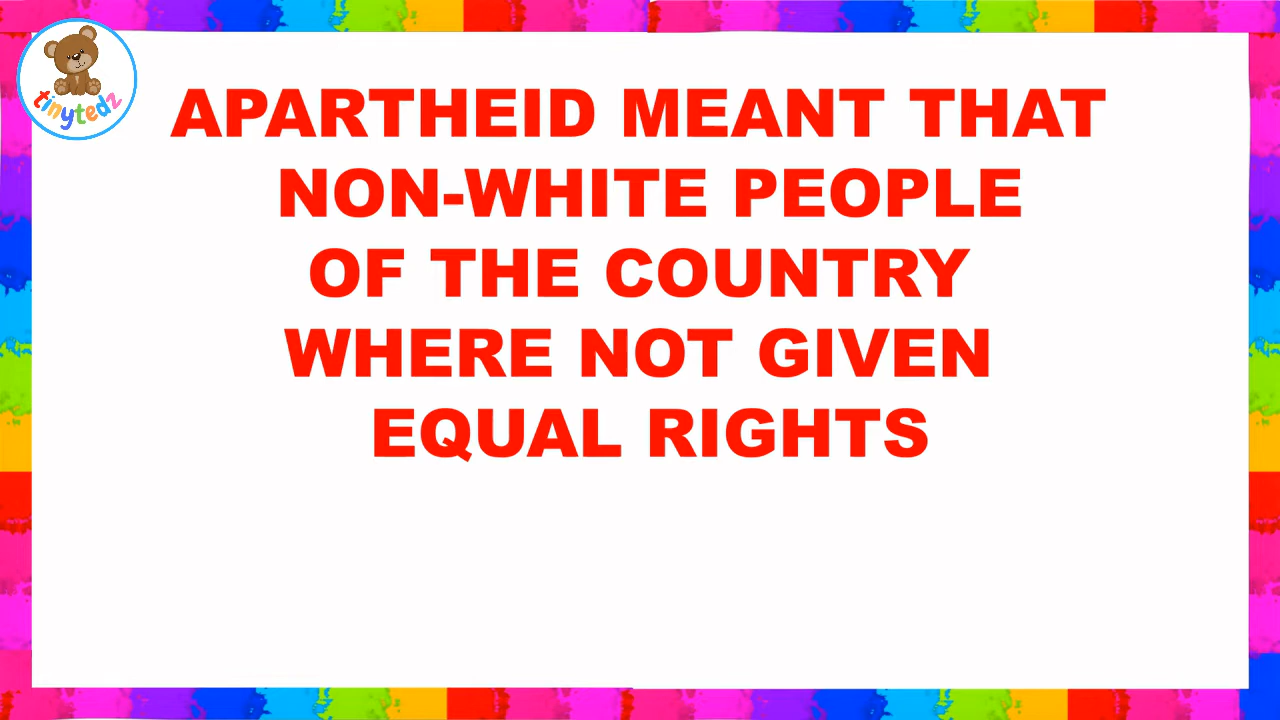 tinytedz
APARTHEID MEANT THAT
NON-WHITE PEOPLE
OF THE COUNTRY
WHERE NOT GIVEN
EQUAL RIGHTS